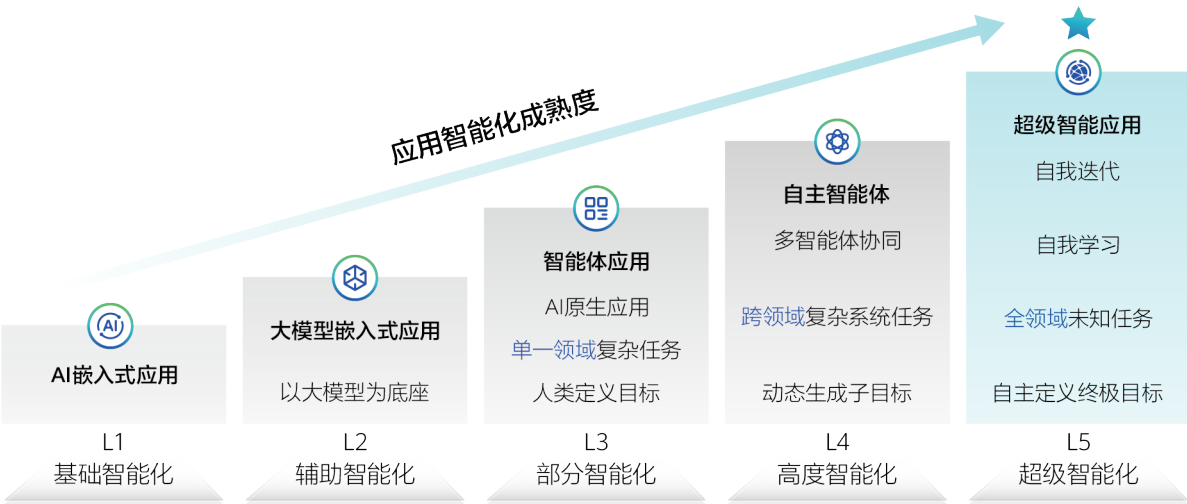 应用智能化成熟度
AI
AI嵌入式应用
L1
基础智能化
大模型嵌入式应用
以大模型为底座
L2
辅助智能化
智能体应用
AI原生应用
单一领域复杂任务
人类定义目标
L3
部分智能化
自主智能体
多智能体协同
跨领域复杂系统任务
动态生成子目标
L4
高度智能化
超级智能应用
自我迭代
自我学习
全领域未知任务
自主定义终极目标
L5
超级智能化